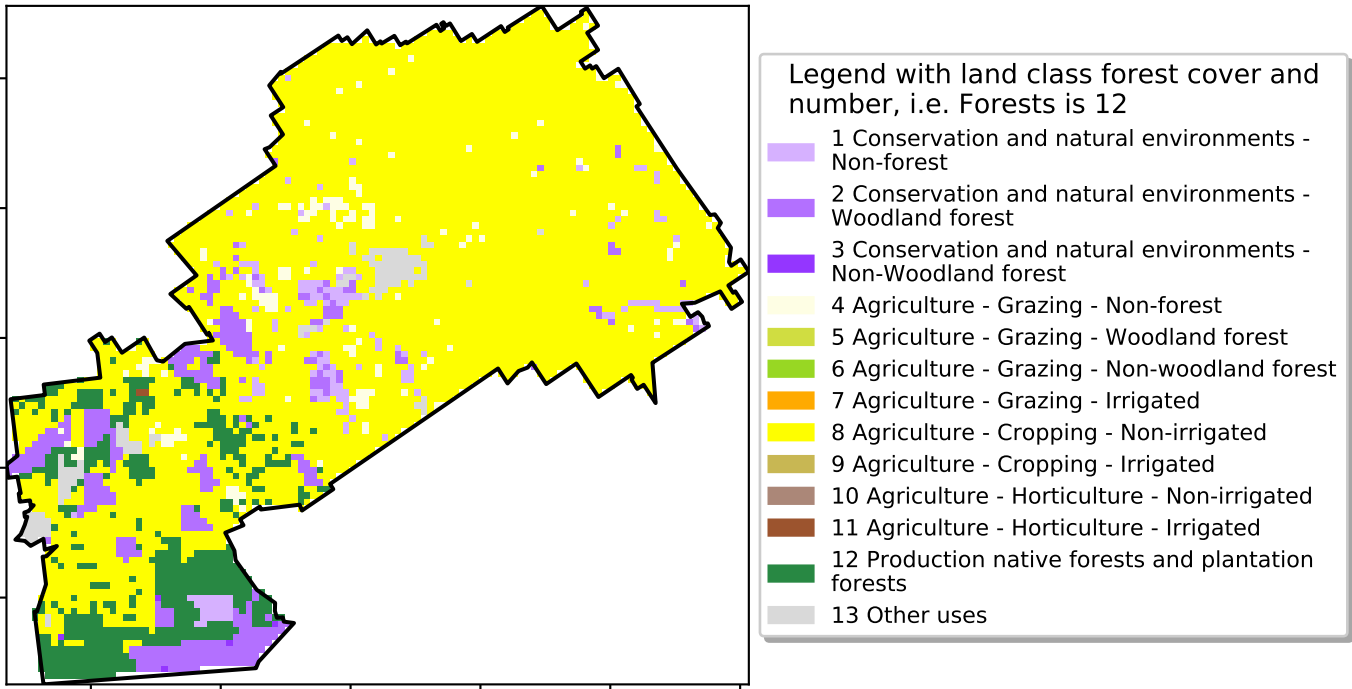 Legend with land class forest cover and
number, i.e. Forests is 12
1 Conservation and natural environments -
Non-forest
2 Conservation and natural environments -
Woodland forest
3 Conservation and natural environments -
Non-Woodland forest
4 Agriculture - Grazing - Non-forest
5 Agriculture - Grazing - Woodland forest
6 Agriculture - Grazing - Non-woodland forest
7 Agriculture - Grazing - Irrigated
8 Agriculture - Cropping - Non-irrigated
9 Agriculture - Cropping - Irrigated
10 Agriculture - Horticulture - Non-irrigated
11 Agriculture - Horticulture - Irrigated
12 Production native forests and plantation
forests
13 Other uses